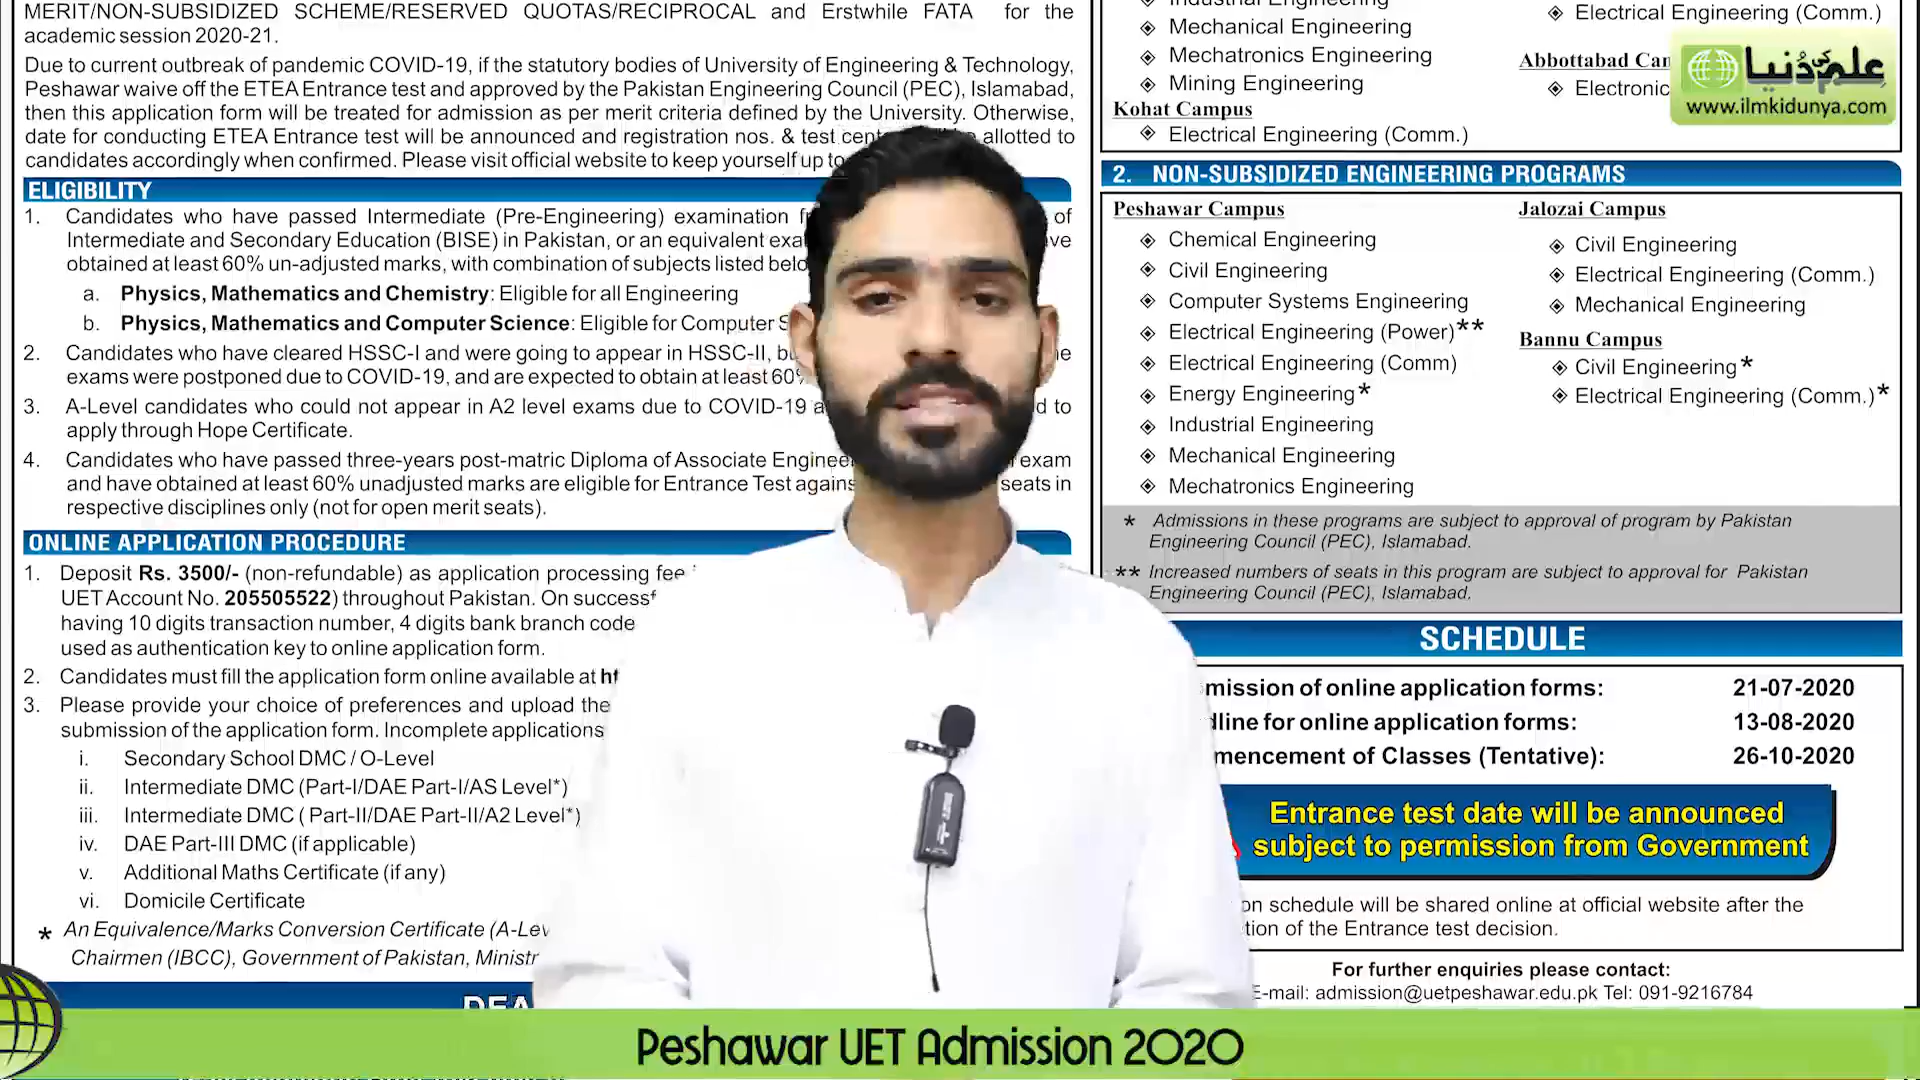 MERIT/NON-SUBSIDIZED SCHEME/RESERVED QUOTAS/RECIPROCAL and Erstwhile FATA for the
academic session 2020-21.
Due to current outbreak of pandemic COVID-19, if the statutory bodies of University of Engineering & Technology,
Peshawar waive off the ETEA Entrance test and approved by the Pakistan Engineering Council (PEC), Islamabad,
then this application form will be treated for admission as per merit criteria defined by the University. Otherwise,
date for conducting ETEA Entrance test will be announced and registration nos. & test allotted to
candidates accordingly when confirmed. Please visit official website to keep yourself up to
ELIGIBILITY
1. Candidates who have passed Intermediate (Pre-Engineering) examination of
Intermediate and Secondary Education (BISE) in Pakistan, or an equivalent
obtained at least 60% un-adjusted marks, with combination of subjects listed
a. Physics, Mathematics and Chemistry: Eligible for all Engineering
b. Physics, Mathematics and Computer Science: Eligible for Computer
2. Candidates who have cleared HSSC-I and were going to appear in HSSC-II,
exams were postponed due to COVID-19, and are expected to obtain at least 60%
3. A-Level candidates who could not appear in A2 level exams due to COVID-19 to
apply through Hope Certificate.
4. Candidates who have passed three-years post-matric Diploma of Associate exam
and have obtained at least 60% unadjusted marks are eligible for Entrance Test seats in
respective disciplines only (not for open merit seats).
ONLINE APPLICATION PROCEDURE
1. Deposit Rs. 3500/- (non-refundable) as application processing fee
UET Account No. 205505522) throughout Pakistan. On
having 10 digits transaction number, 4 digits bank branch code
used as authentication key to online application form.
2. Candidates must fill the application form online available at
3. Please provide your choice of preferences and upload the
submission of the application form. Incomplete applications
i. Secondary School DMC / O-Level
ii. Intermediate DMC (Part-I/DAE Part-I/AS Level*)
iii. Intermediate DMC ( Part-II/DAE Part-II/A2 Level*)
iv. DAE Part-III DMC (if applicable)
v. Additional Maths Certificate (if any)
vi. Domicile Certificate
* An Equivalence/Marks Conversion Certificate
Chairmen (IBCC), Government of Pakistan,
Mechanical Engineering
Mechatronics Engineering
Mining Engineering
Kohat Campus
Electrical Engineering (Comm.)
Electrical Engineering (Comm.)
Abbottabad
علم کی دُنیا
www.ilmkidunya.com
2. NON-SUBSIDIZED ENGINEERING PROGRAMS
Peshawar Campus
Chemical Engineering
Civil Engineering
Computer Systems Engineering
Electrical Engineering (Power)**
Electrical Engineering (Comm)
Energy Engineering*
Industrial Engineering
Mechanical Engineering
Mechatronics Engineering
Jalozai Campus
Civil Engineering
Electrical Engineering (Comm.)
Mechanical Engineering
Bannu Campus
Civil Engineering*
Electrical Engineering (Comm.)*
* Admissions in these programs are subject to approval of program by Pakistan
Engineering Council (PEC), Islamabad.
** Increased numbers of seats in this program are subject to approval for Pakistan
Engineering Council (PEC), Islamabad.
SCHEDULE
of online application forms: 21-07-2020
for online application forms: 13-08-2020
of Classes (Tentative): 26-10-2020
Entrance test date will be announced
subject to permission from Government
schedule will be shared online at official website after the
of the Entrance test decision.
For further enquiries please contact:
E-mail: admission@uetpeshawar.edu.pk Tel: 091-9216784
Peshawar UET Admission 2020